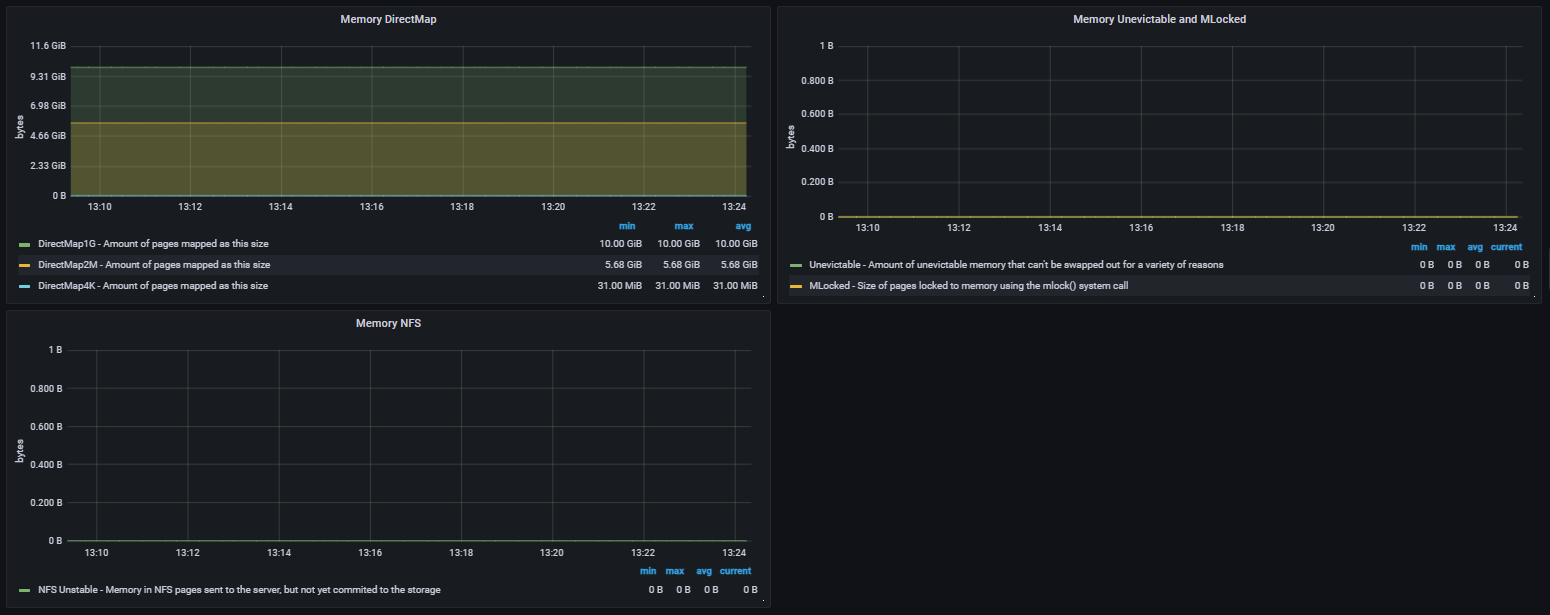 Memory DirectMap
11.6 GiB
9.31 GiB
6.98 GiB
4.66 GiB
2.33 GiB
0 B
bytes
13:10 13:12 13:14 13:16 13:18 13:20 13:22 13:24
min max avg
DirectMap1G - Amount of pages mapped as this size 10.00 GiB 10.00 GiB 10.00 GiB
DirectMap2M - Amount of pages mapped as this size 5.68 GiB 5.68 GiB 5.68 GiB
DirectMap4K - Amount of pages mapped as this size 31.00 MiB 31.00 MiB 31.00 MiB
Memory Unevictable and MLocked
1 B
0.800 B
0.600 B
0.400 B
0.200 B
0 B
bytes
13:10 13:12 13:14 13:16 13:18 13:20 13:22 13:24
min max avg current
Unevictable - Amount of unevictable memory that can't be swapped out for a variety of reasons 0 B 0 B 0 B 0 B
MLocked - Size of pages locked to memory using the mlock() system call 0 B 0 B 0 B 0 B
Memory NFS
1 B
0.800 B
0.600 B
0.400 B
0.200 B
0 B
bytes
13:10 13:12 13:14 13:16 13:18 13:20 13:22 13:24
min max avg current
NFS Unstable - Memory in NFS pages sent to the server, but not yet commited to the storage 0 B 0 B 0 B 0 B